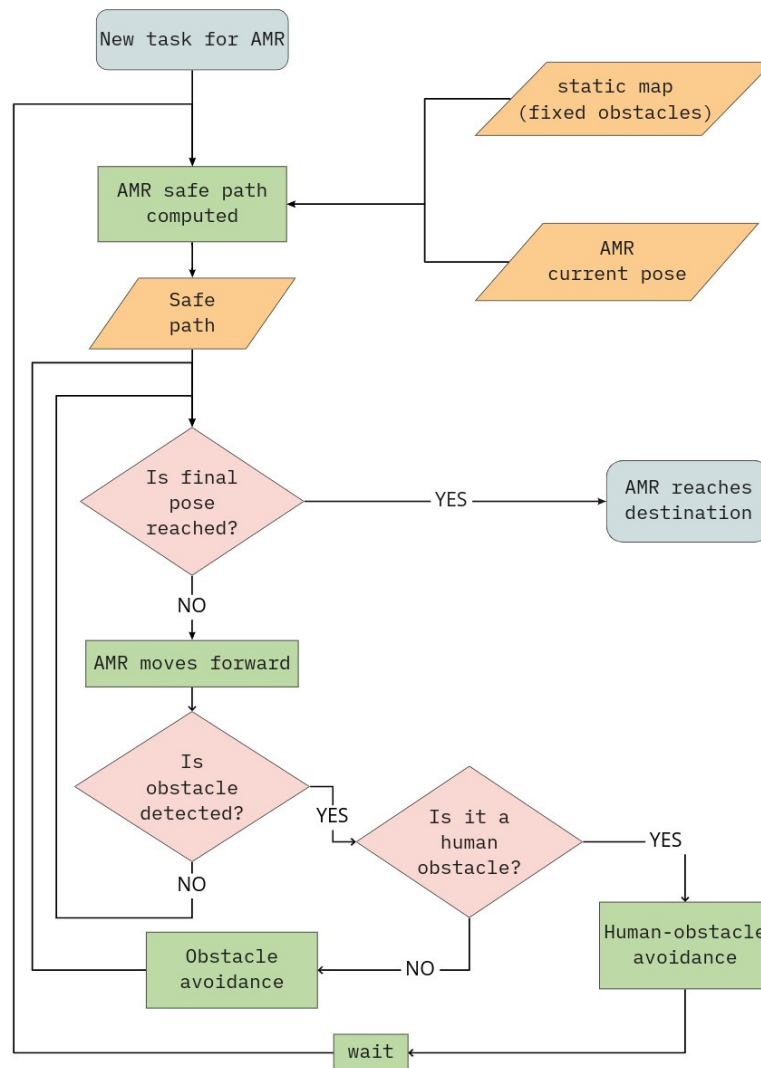 New task for AMR
static map
(fixed obstacles)
AMR safe path
computed
AMR
current pose
Safe
path
Is final
pose
reached?
YES
AMR reaches
destination
NO
AMR moves forward
Is
obstacle
detected?
YES
Is it a
human
obstacle?
YES
NO
Human-obstacle
avoidance
Obstacle
avoidance
NO
wait